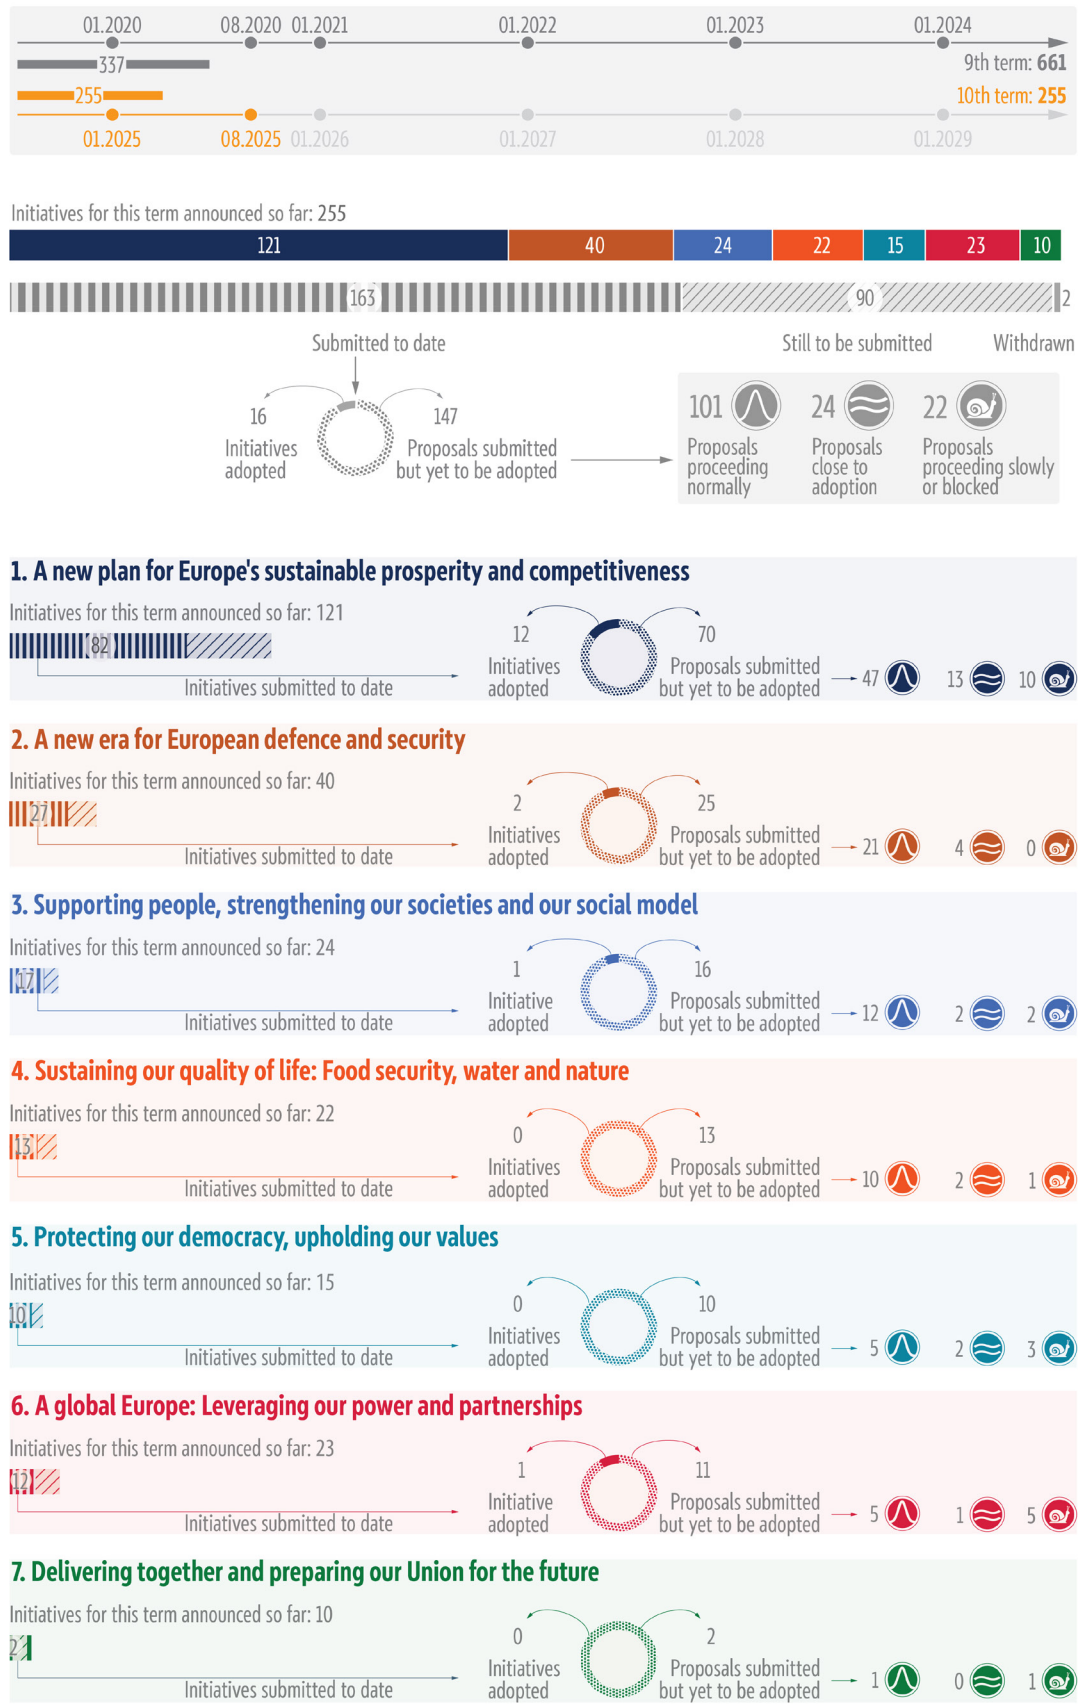 01.2020 08.2020 01.2021 01.2022 01.2023 01.2024
337 9th term: 661
255 10th term: 255
01.2025 08.2025 01.2026 01.2027 01.2028 01.2029
Initiatives for this term announced so far: 255
121 40 24 22 15 23 10
163 90 2
Submitted to date Still to be submitted Withdrawn
16 147
Initiatives adopted
Proposals submitted but yet to be adopted
101 24 22
Proposals proceeding normally
Proposals close to adoption
Proposals proceeding slowly or blocked
1. A new plan for Europe's sustainable prosperity and competitiveness
Initiatives for this term announced so far: 121
82
Initiatives submitted to date
12
Initiatives adopted
70
Proposals submitted but yet to be adopted
47 13 10
2. A new era for European defence and security
Initiatives for this term announced so far: 40
27
Initiatives submitted to date
2
Initiatives adopted
25
Proposals submitted but yet to be adopted
21 4 0
3. Supporting people, strengthening our societies and our social model
Initiatives for this term announced so far: 24
17
Initiatives submitted to date
1
Initiative adopted
16
Proposals submitted but yet to be adopted
12 2 2
4. Sustaining our quality of life: Food security, water and nature
Initiatives for this term announced so far: 22
13
Initiatives submitted to date
0
Initiatives adopted
13
Proposals submitted but yet to be adopted
10 2 1
5. Protecting our democracy, upholding our values
Initiatives for this term announced so far: 15
10
Initiatives submitted to date
0
Initiatives adopted
10
Proposals submitted but yet to be adopted
5 2 3
6. A global Europe: Leveraging our power and partnerships
Initiatives for this term announced so far: 23
12
Initiatives submitted to date
1
Initiative adopted
11
Proposals submitted but yet to be adopted
5 1 5
7. Delivering together and preparing our Union for the future
Initiatives for this term announced so far: 10
2
Initiatives submitted to date
0
Initiatives adopted
2
Proposals submitted but yet to be adopted
1 0 1